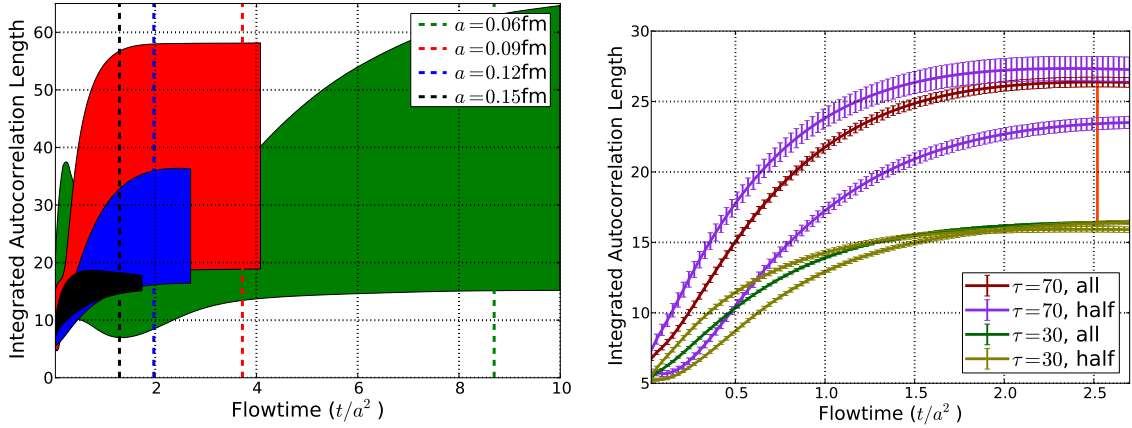 Integrated Autocorrelation Length
60
50
40
30
20
10
0
0
2
4
6
8
10
Flowtime (t/a²)
a=0.06fm
a=0.09fm
a=0.12fm
a=0.15fm
Integrated Autocorrelation Length
30
25
20
15
10
5
0.5
1.0
1.5
2.0
2.5
Flowtime (t/a²)
τ=70, all
τ=70, half
τ=30, all
τ=30, half